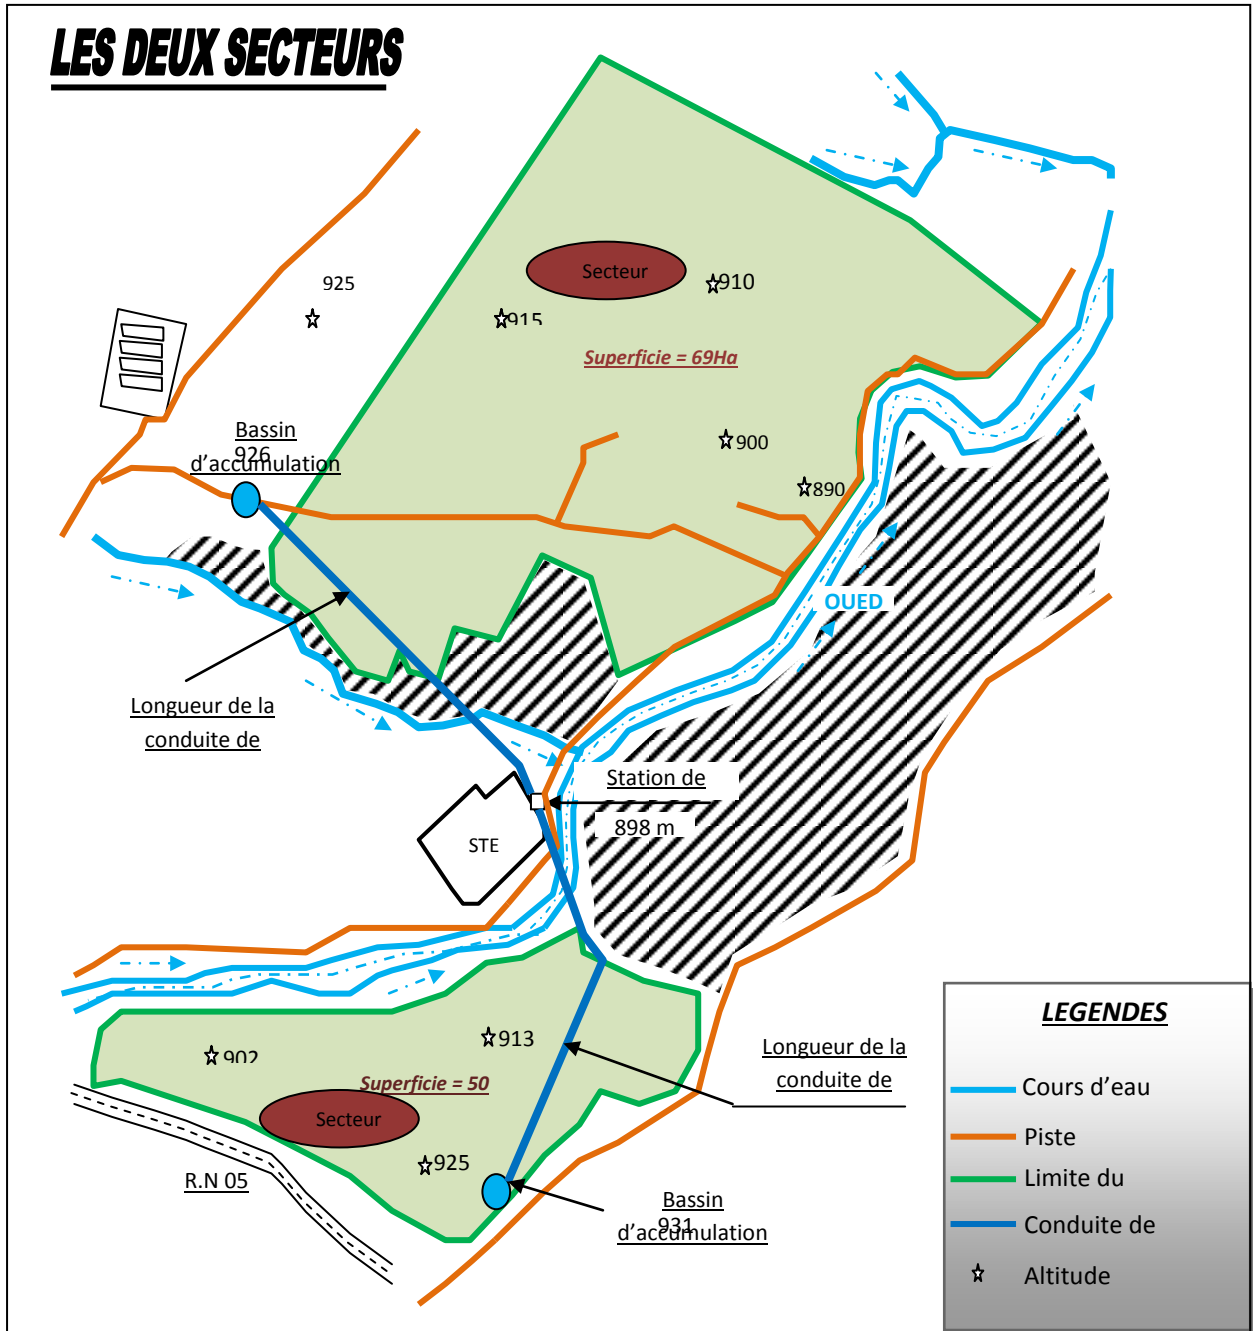 LES DEUX SECTEURS
925
Secteur
910
915
Superficie = 69Ha
Bassin
926
d'accumulation
900
890
OUED
Longueur de la
conduite de
Station de
898 m
STE
902
913
Superficie = 50
Secteur
925
R.N 05
Longueur de la
conduite de
Bassin
931
d'accumulation
LEGENDES
Cours d'eau
Piste
Limite du
Conduite de
Altitude